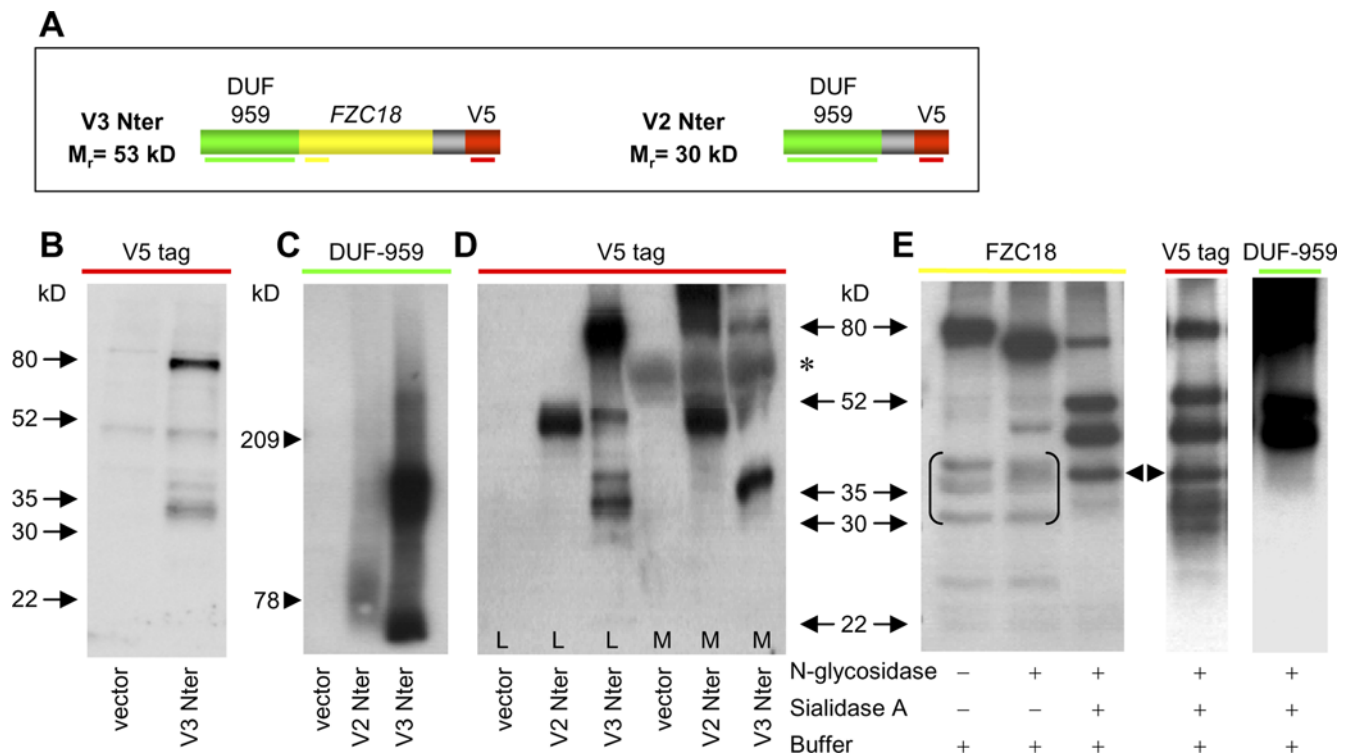 A
V3 Nter
Mr= 53 kD
DUF
959
FZC18
V5
V2 Nter
Mr= 30 kD
DUF
959
V5
B
V5 tag
kD
80
52
35
30
22
vector
V3 Nter
C
DUF-959
kD
209
78
vector
V2 Nter
V3 Nter
D
V5 tag
L
L
L
M
M
M
vector
V2 Nter
V3 Nter
vector
V2 Nter
V3 Nter
kD
80
*
52
35
30
22
E
FZC18
V5 tag
DUF-959
N-glycosidase – + + + +
Sialidase A – – + + +
Buffer + + + + +